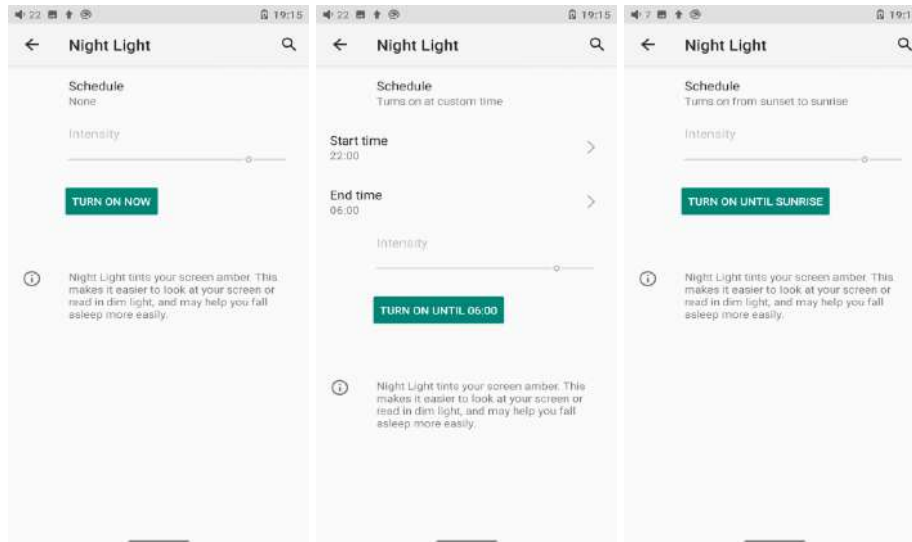 22
19:15
Night Light
Schedule
None
Intensity
TURN ON NOW
Night Light tints your screen amber. This
makes it easier to look at your screen or
read in dim light, and may help you fall
asleep more easily.
22
19:15
Night Light
Schedule
Turns on at custom time
Start time
22:00
End time
06:00
Intensity
TURN ON UNTIL 06:00
Night Light tints your screen amber. This
makes it easier to look at your screen or
read in dim light, and may help you fall
asleep more easily.
7
19:1
Night Light
Schedule
Turns on from sunset to sunrise
Intensity
TURN ON UNTIL SUNRISE
Night Light tints your screen amber. This
makes it easier to look at your screen or
read in dim light, and may help you fall
asleep more easily.